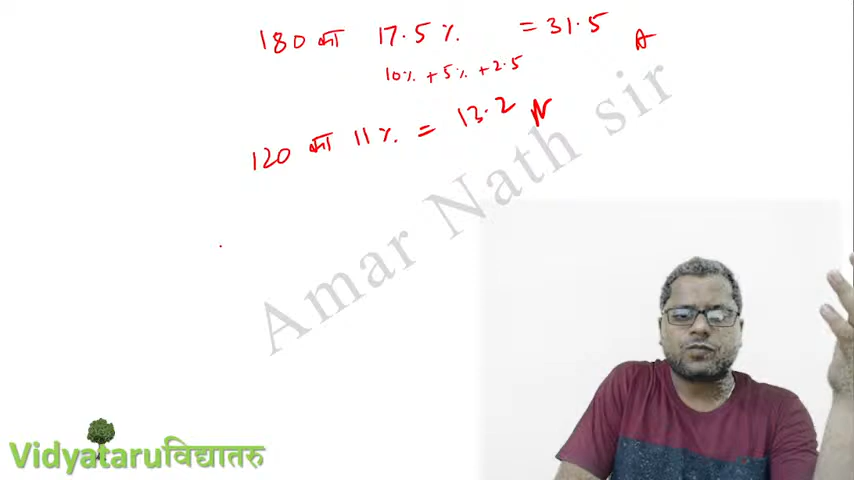 180 का 17.5% = 31.5
10% + 5% + 2.5
120 का 11% = 13.2
Amar Nath sir
Vidyataruविद्यातरु